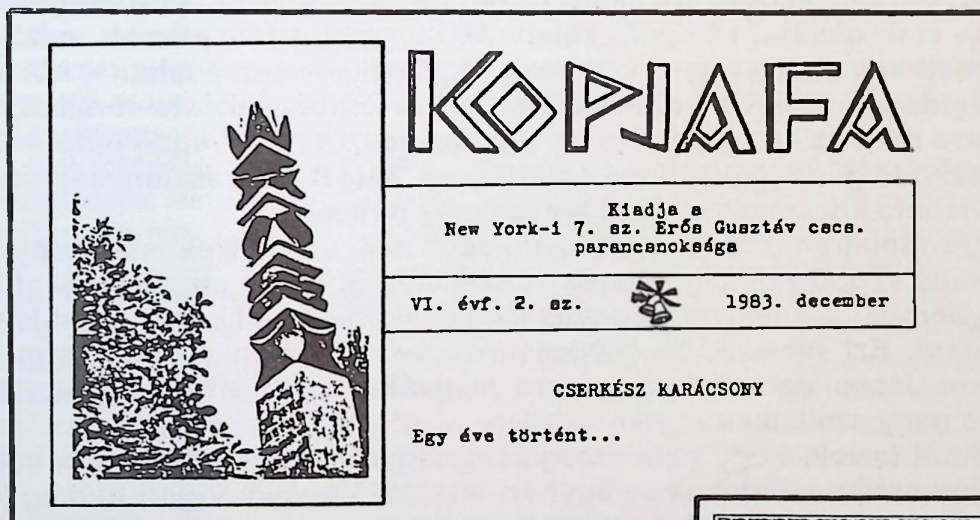 KOPJAFA
Kiadja a
New York-i 7. sz. Erős Gusztáv cscs.
parancsnoksága
VI. évf. 2. sz. 1983. december
CSERKÉSZ KARÁCSONY
Egy éve történt...